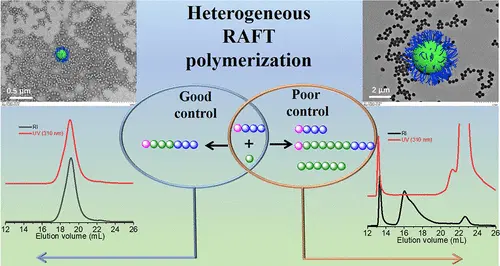 Heterogeneous
RAFT
polymerization
0.5 µm
2 µm
Good
control
Poor
control
+
RI
UV (310 nm)
RI
UV (310 nm)
12 14 16 18 20 22 24 26
Elution volume (mL)
12 14 16 18 20 22 24 26
Elution volume (mL)